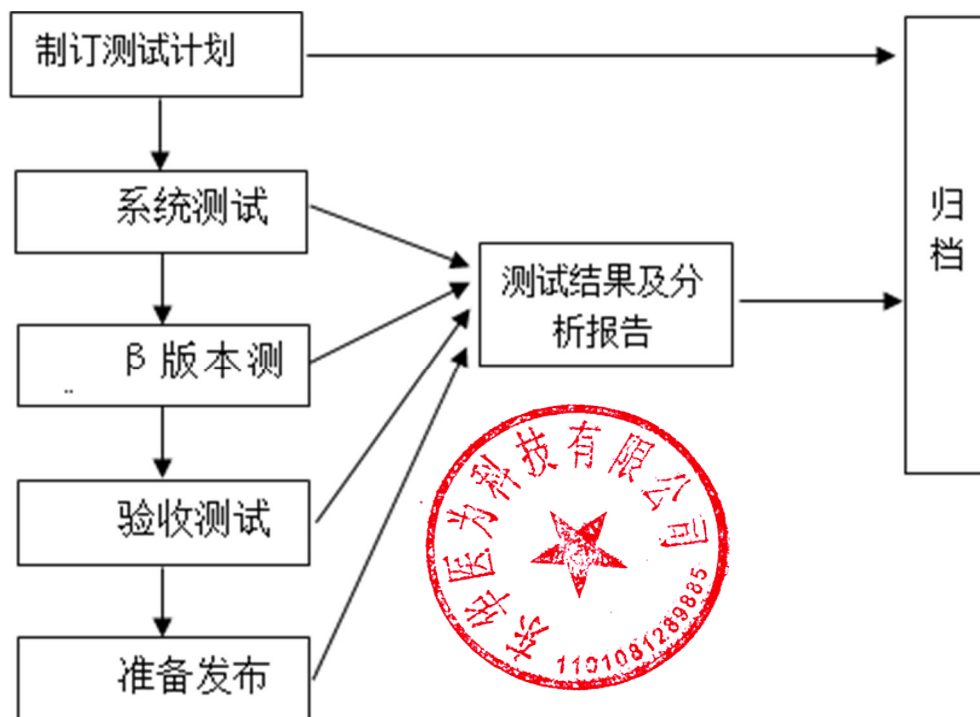 制订测试计划
系统测试
β版本测
验收测试
准备发布
测试结果及分
析报告
归
档
东华医为科技有限公司
1101081289885